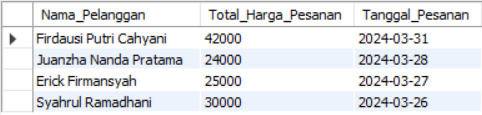 Nama_Pelanggan Total_Harga_Pesanan Tanggal_Pesanan
Firdausi Putri Cahyani 42000 2024-03-31
Juanzha Nanda Pratama 24000 2024-03-28
Erick Firmansyah 25000 2024-03-27
Syahrul Ramadhani 30000 2024-03-26